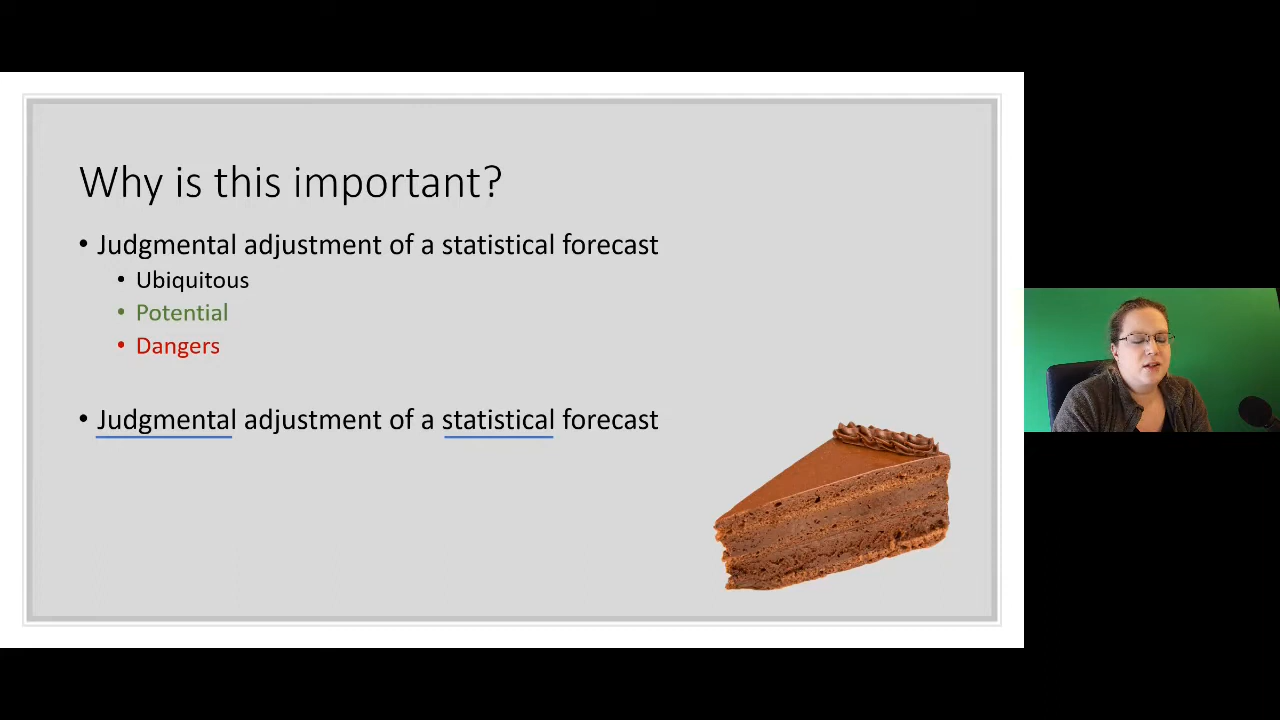 Why is this important?
• Judgmental adjustment of a statistical forecast
• Ubiquitous
• Potential
• Dangers
• Judgmental adjustment of a statistical forecast